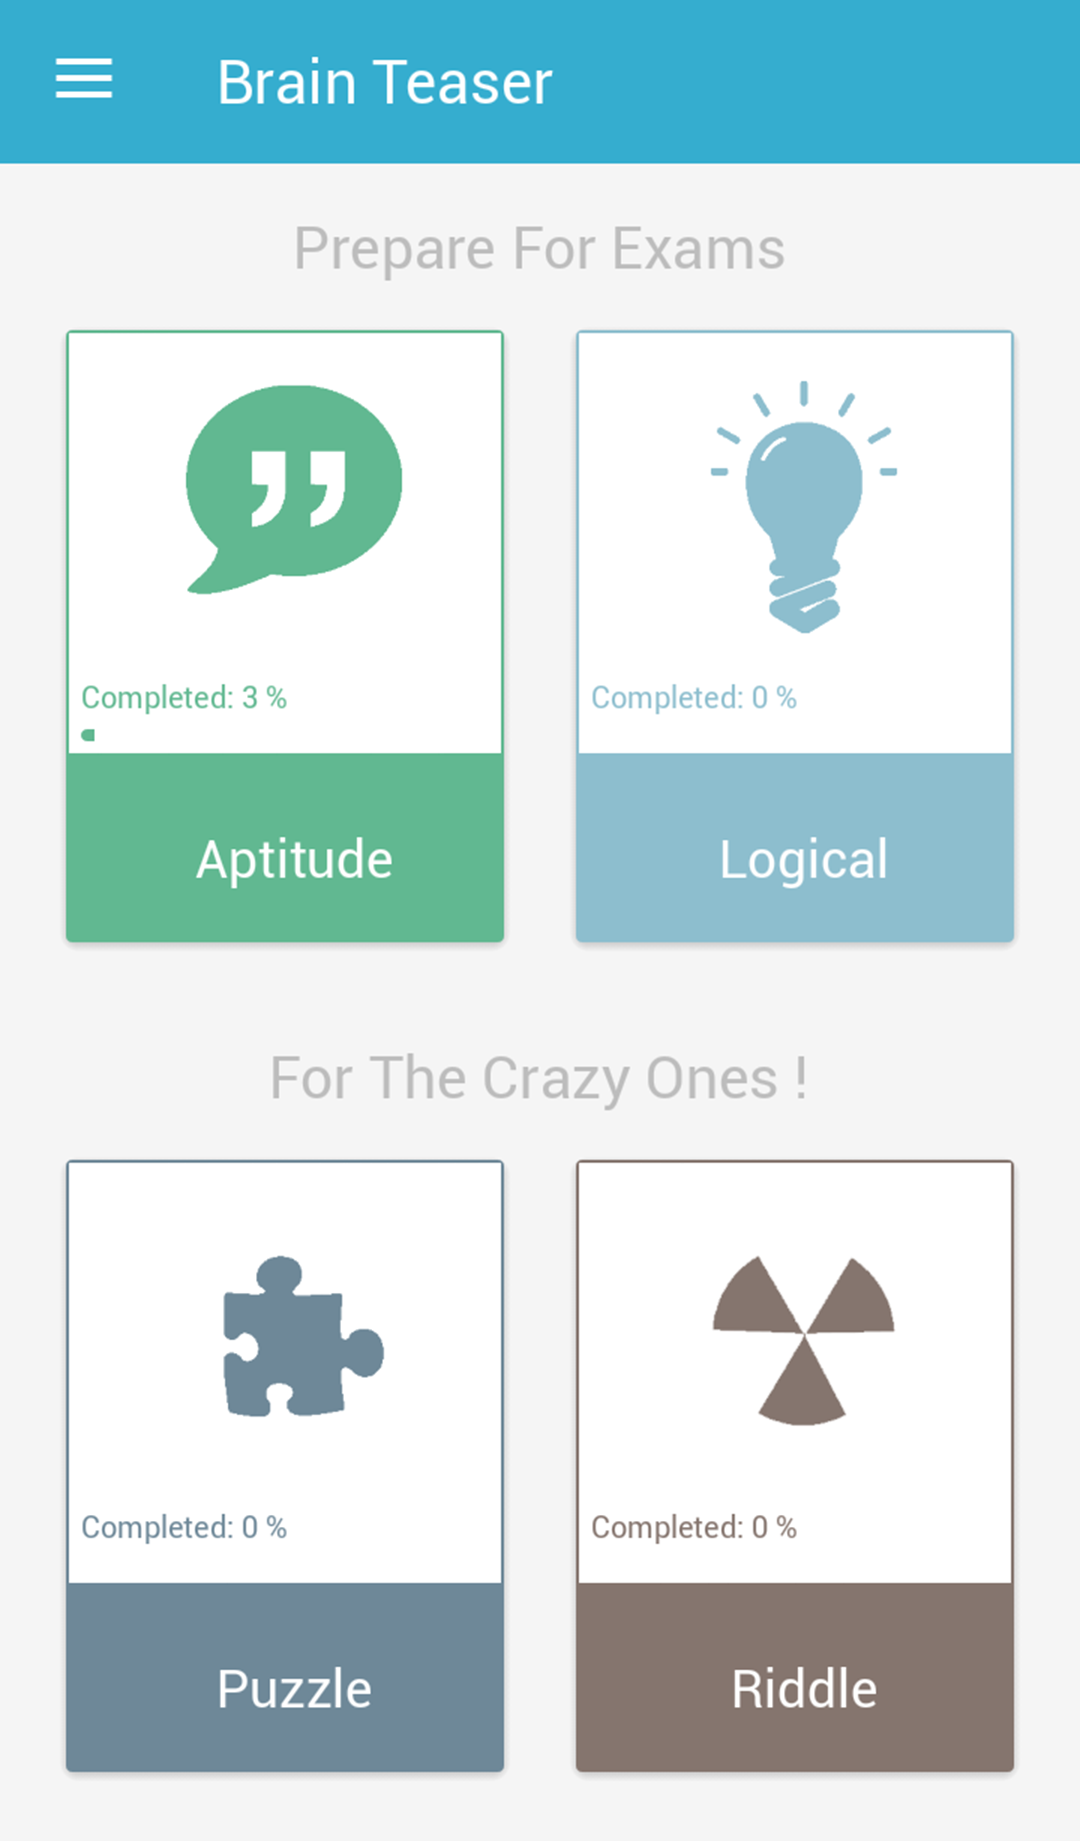 Brain Teaser
Prepare For Exams
Completed: 3 %
Completed: 0 %
Aptitude
Logical
For The Crazy Ones !
Completed: 0 %
Completed: 0 %
Puzzle
Riddle